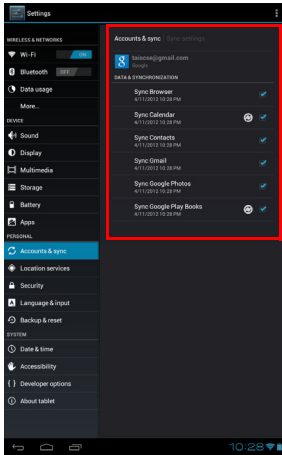 Settings
WIRELESS & NETWORKS
Wi-Fi ON
Bluetooth OFF
Data usage
More...
DEVICE
Sound
Display
Multimedia
Storage
Battery
Apps
PERSONAL
Accounts & sync
Location services
Security
Language & input
Backup & reset
SYSTEM
Date & time
Accessibility
Developer options
About tablet
Accounts & sync Sync settings
taiscse@gmail.com
Google
DATA & SYNCHRONIZATION
Sync Browser
4/11/2012 10:28 PM
Sync Calendar
4/11/2012 10:28 PM
Sync Contacts
4/11/2012 10:28 PM
Sync Gmail
4/11/2012 10:28 PM
Sync Google Photos
4/11/2012 10:28 PM
Sync Google Play Books
4/11/2012 10:28 PM
10:28